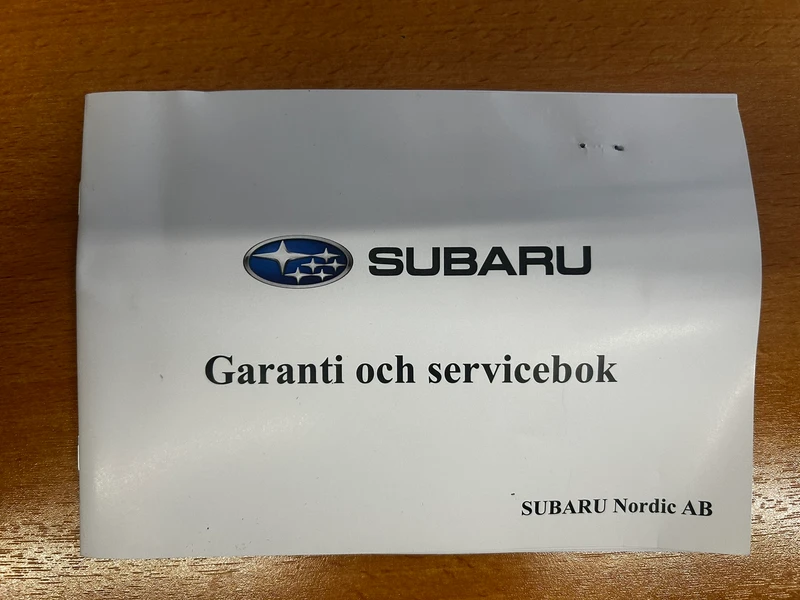 SUBARU
Garanti och servicebok
SUBARU Nordic AB